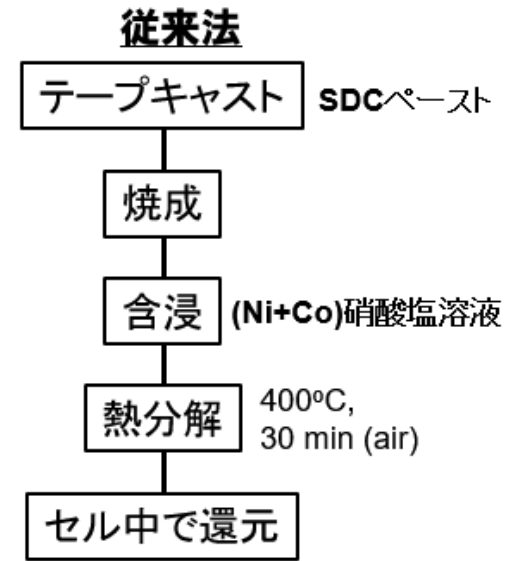 従来法
テープキャスト SDCペースト
焼成
含浸 (Ni+Co)硝酸塩溶液
熱分解 400ºC,
30 min (air)
セル中で還元